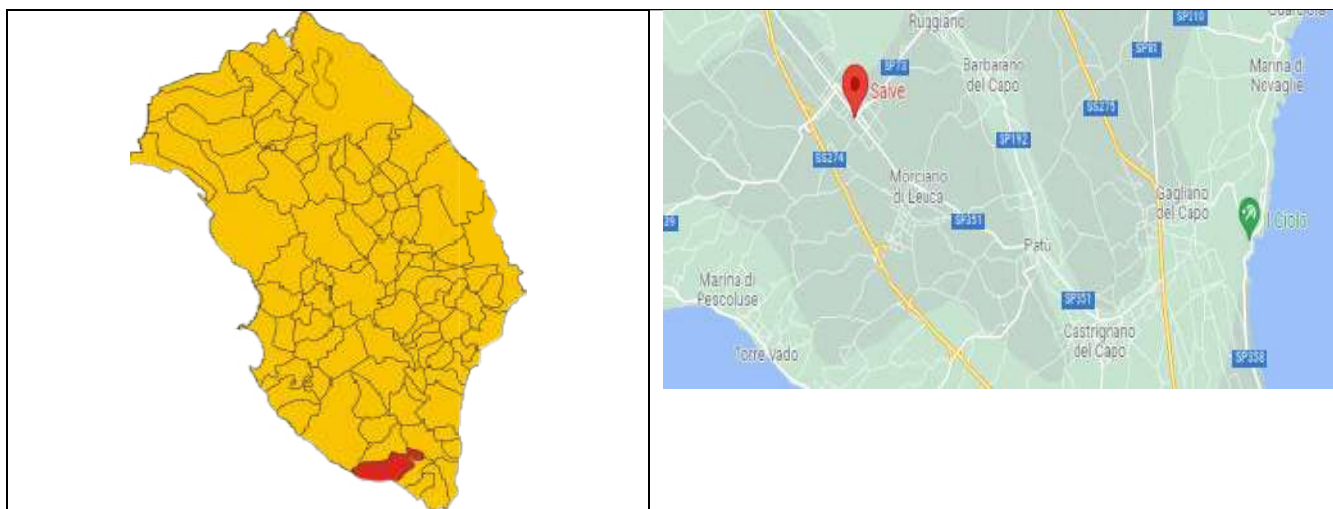 SP210
Ruggiano
SP81
Barbarano
del Capo
SP73
Marina di
Novaglie
Salve
SS275
SP192
SS274
Morciano
di Leuca
Gagliano
del Capo
SP351
Il Ciolo
Patù
Marina di
Pescoluse
SP351
Castrignano
del Capo
Torre Vado
SP358